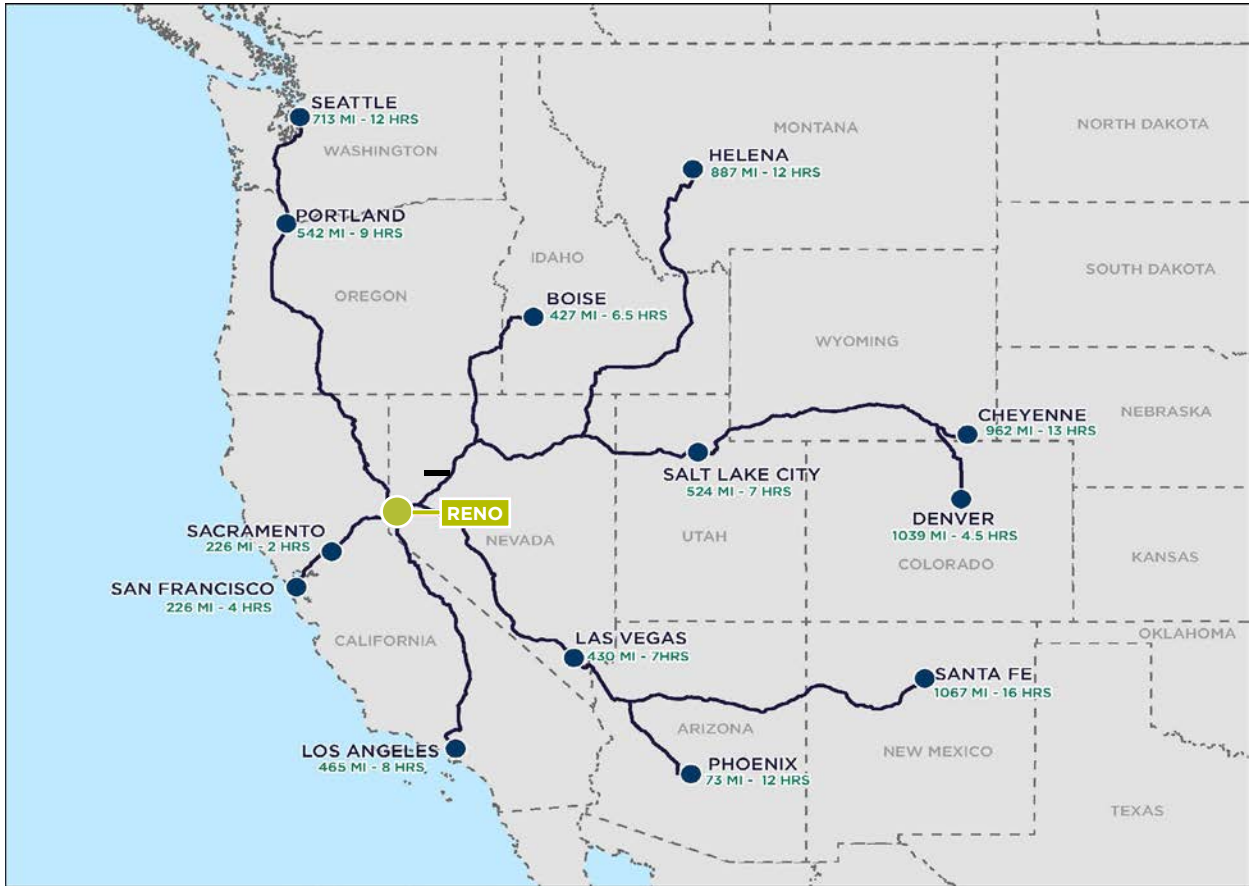 SEATTLE
713 MI - 12 HRS
WASHINGTON
MONTANA
NORTH DAKOTA
HELENA
887 MI - 12 HRS
PORTLAND
542 MI - 9 HRS
IDAHO
SOUTH DAKOTA
OREGON
BOISE
427 MI - 6.5 HRS
WYOMING
NEBRASKA
CHEYENNE
962 MI - 13 HRS
SALT LAKE CITY
524 MI - 7 HRS
RENO
DENVER
1039 MI - 4.5 HRS
SACRAMENTO
226 MI - 2 HRS
NEVADA
UTAH
COLORADO
KANSAS
SAN FRANCISCO
226 MI - 4 HRS
CALIFORNIA
LAS VEGAS
430 MI - 7HRS
OKLAHOMA
SANTA FE
1067 MI - 16 HRS
ARIZONA
NEW MEXICO
LOS ANGELES
465 MI - 8 HRS
PHOENIX
73 MI - 12 HRS
TEXAS